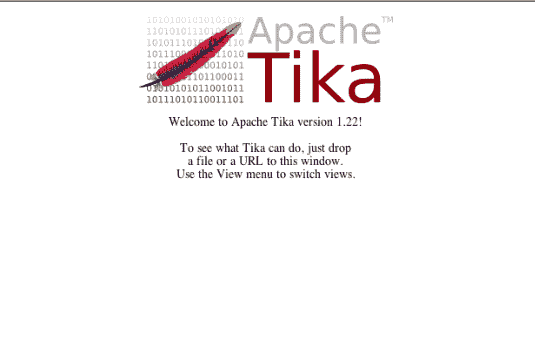 Apache™
Tika
Welcome to Apache Tika version 1.22!
To see what Tika can do, just drop
a file or a URL to this window.
Use the View menu to switch views.